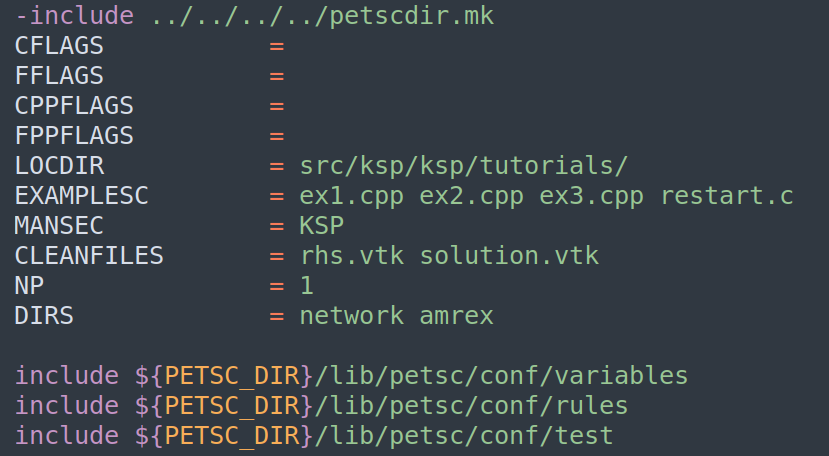 -include ../../../../petscdir.mk
CFLAGS           =
FFLAGS           =
CPPFLAGS         =
FPPFLAGS         =
LOCDIR           = src/ksp/ksp/tutorials/
EXAMPLESC        = ex1.cpp ex2.cpp ex3.cpp restart.c
MANSEC           = KSP
CLEANFILES       = rhs.vtk solution.vtk
NP               = 1
DIRS             = network amrex

include ${PETSC_DIR}/lib/petsc/conf/variables
include ${PETSC_DIR}/lib/petsc/conf/rules
include ${PETSC_DIR}/lib/petsc/conf/test